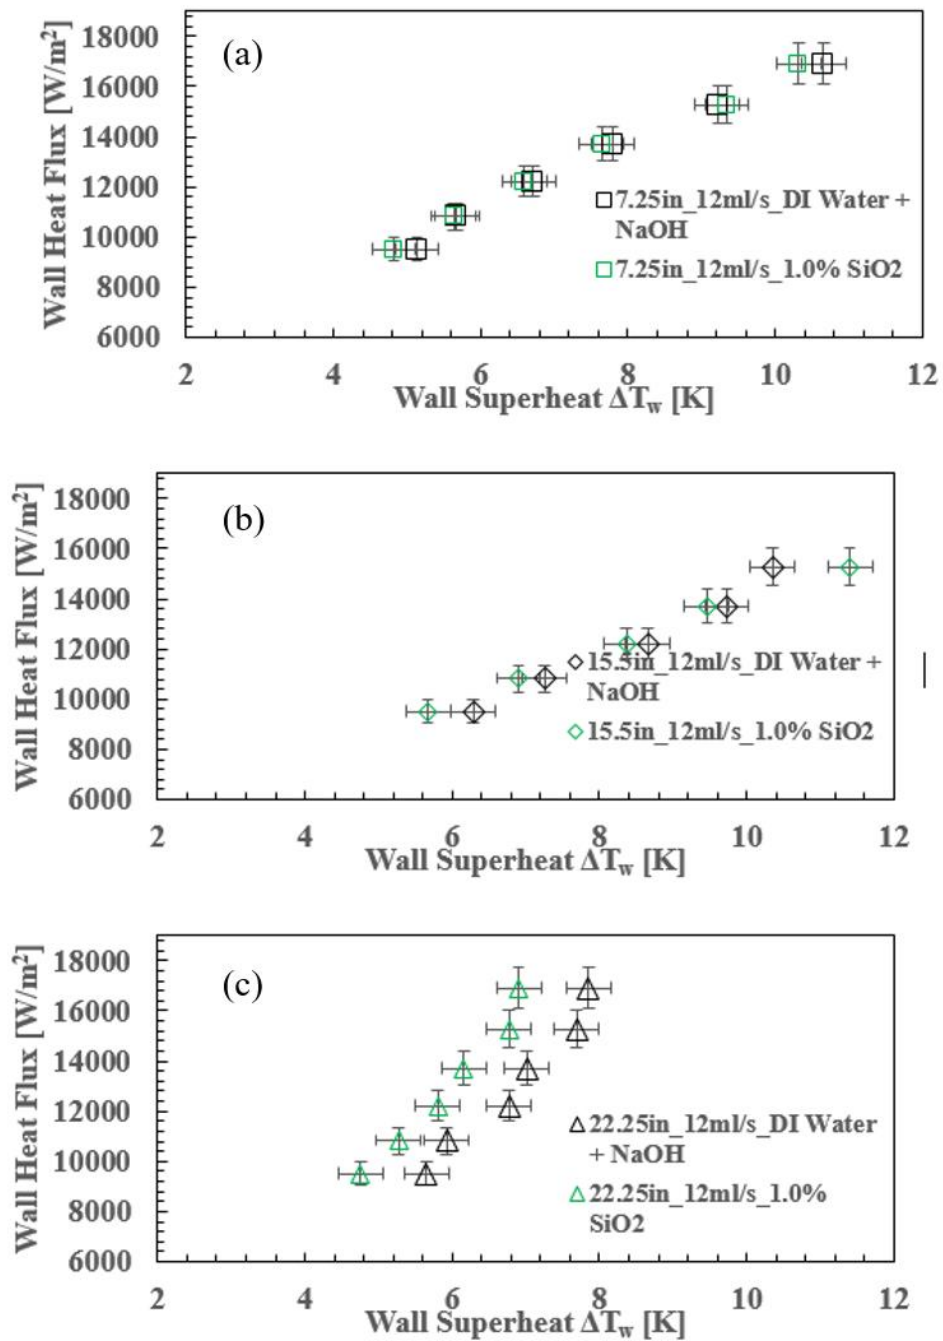 18000
16000
14000
12000
10000
8000
6000
Wall Heat Flux [W/m²]
(a)
7.25in_12ml/s_DI Water +
NaOH
7.25in_12ml/s_1.0% SiO2
2 4 6 8 10 12
Wall Superheat ΔTw [K]
18000
16000
14000
12000
10000
8000
6000
Wall Heat Flux [W/m²]
(b)
15.5in_12ml/s_DI Water +
NaOH
15.5in_12ml/s_1.0% SiO2
2 4 6 8 10 12
Wall Superheat ΔTw [K]
18000
16000
14000
12000
10000
8000
6000
Wall Heat Flux [W/m²]
(c)
22.25in_12ml/s_DI Water
+ NaOH
22.25in_12ml/s_1.0%
SiO2
2 4 6 8 10 12
Wall Superheat ΔTw [K]